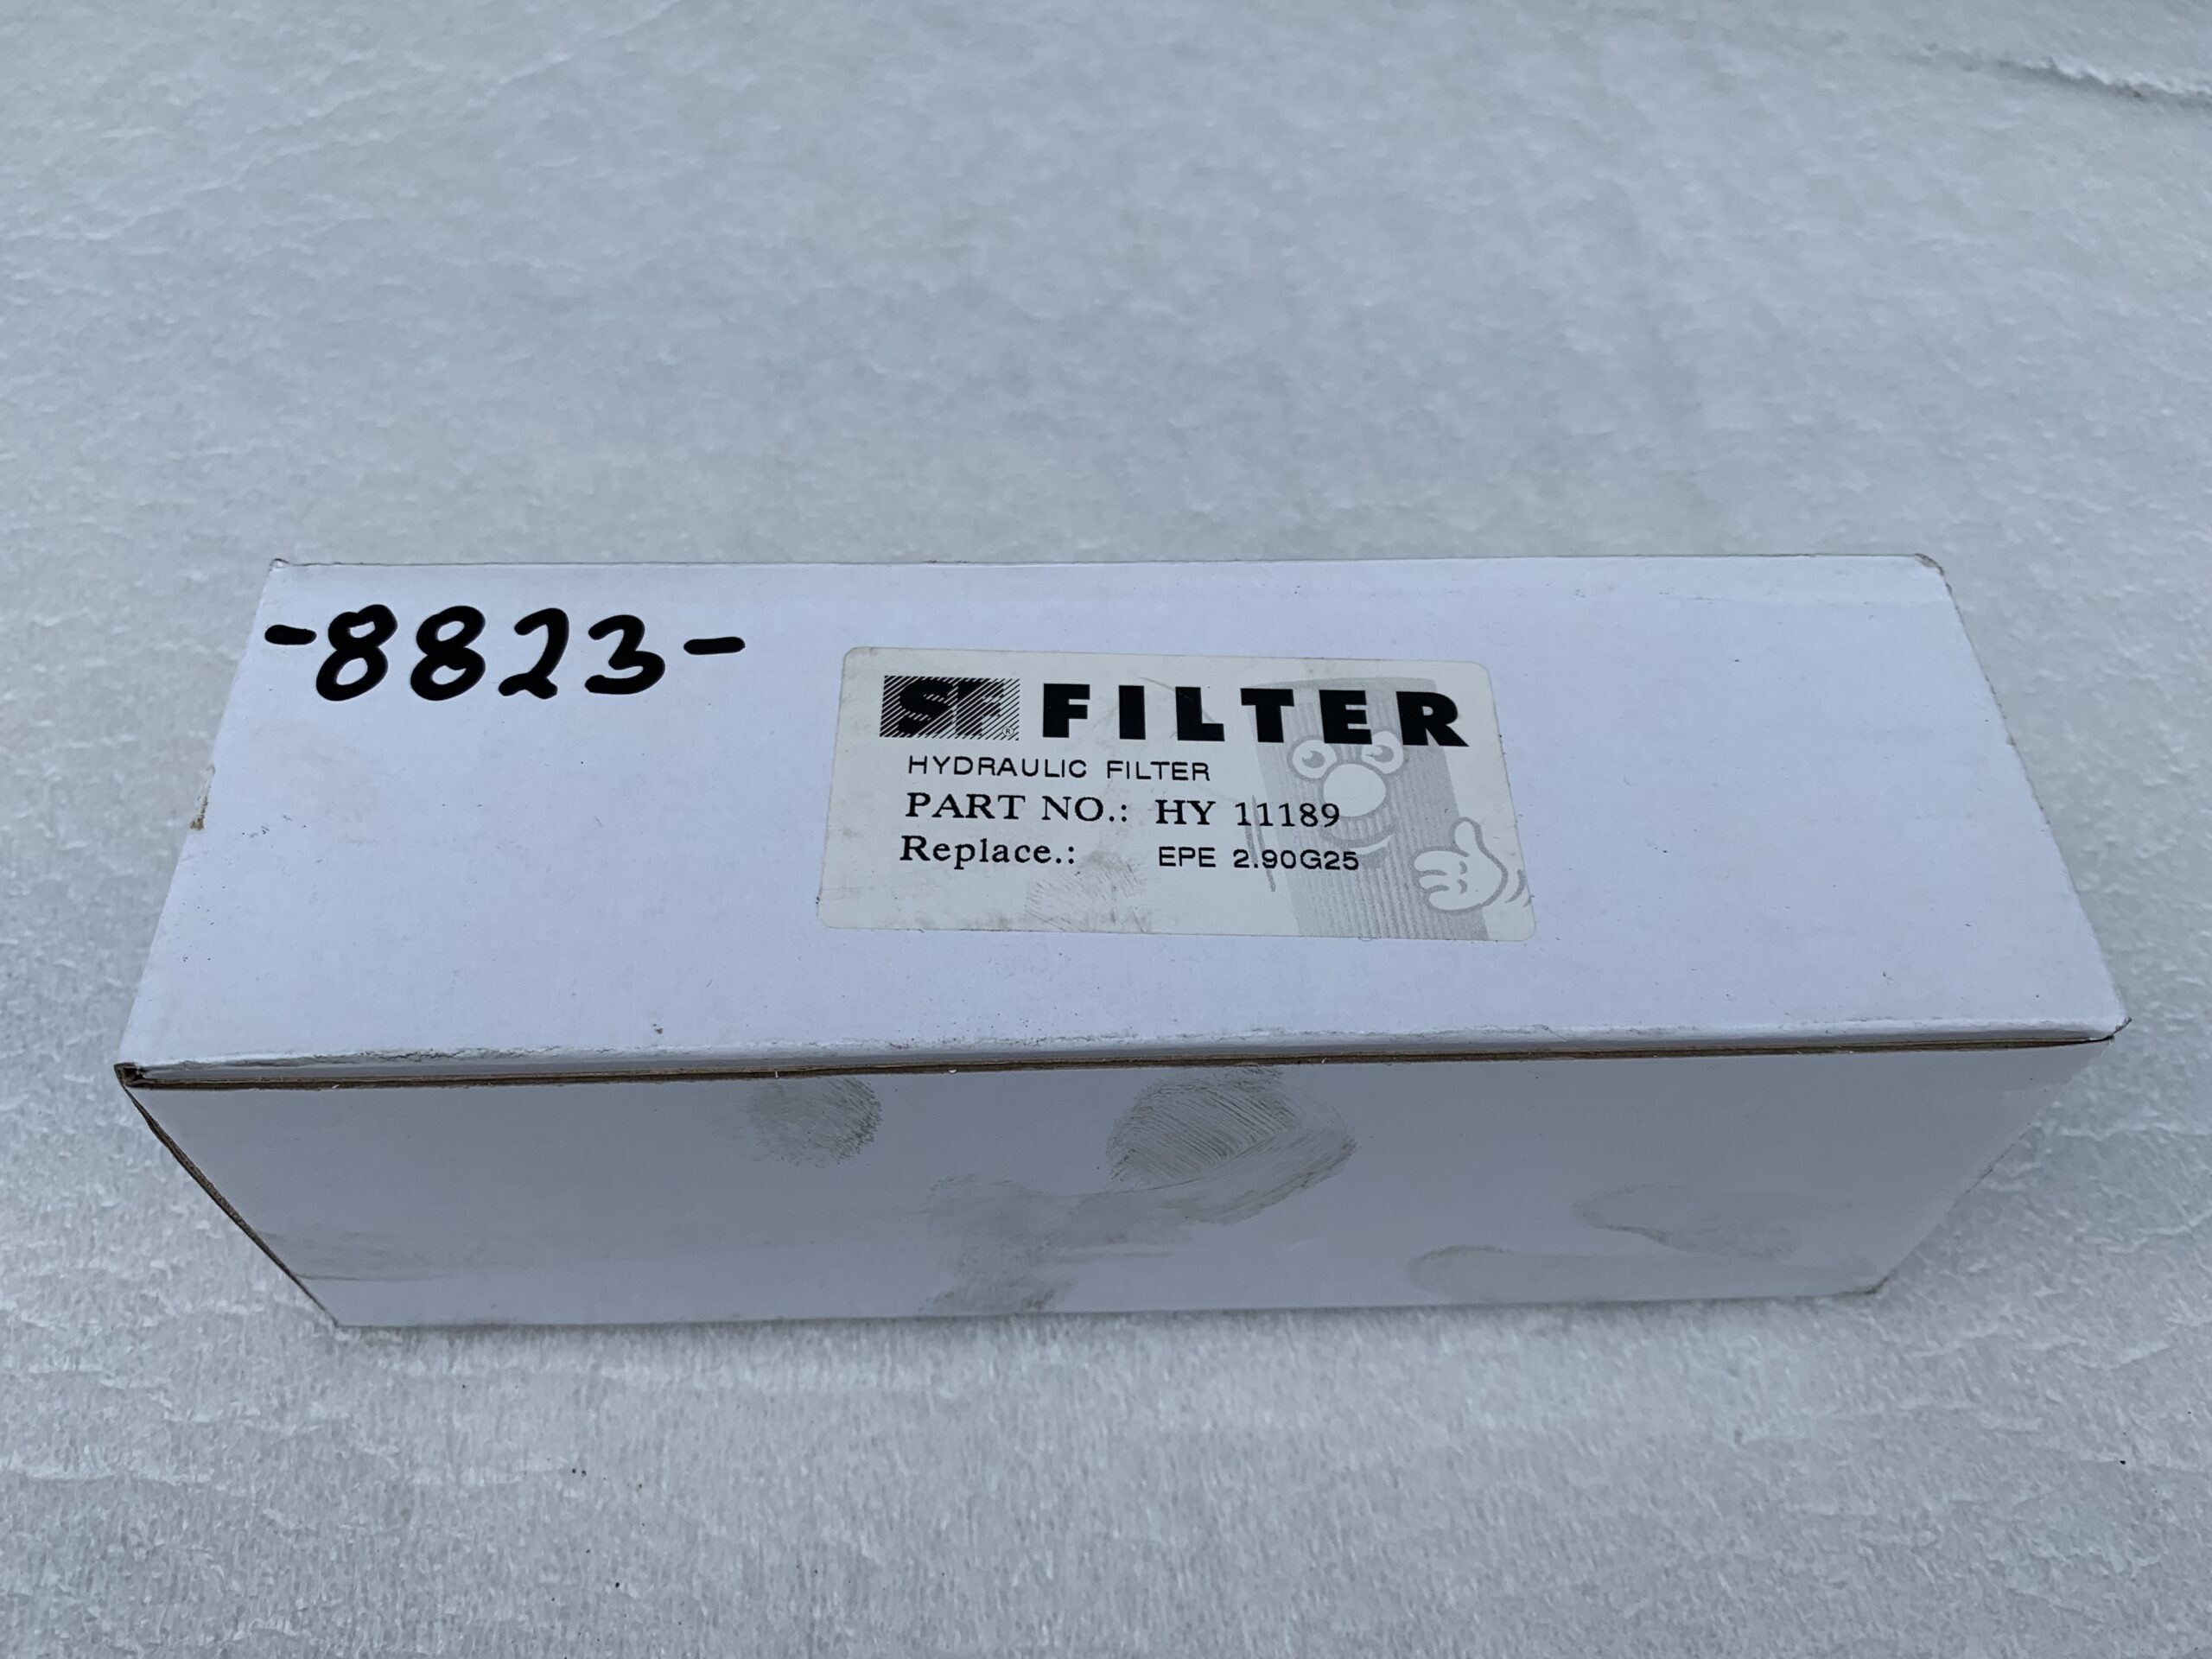 -8823-
SF FILTER
HYDRAULIC FILTER
PART NO.: HY 11189
Replace.: EPE 2.90G25